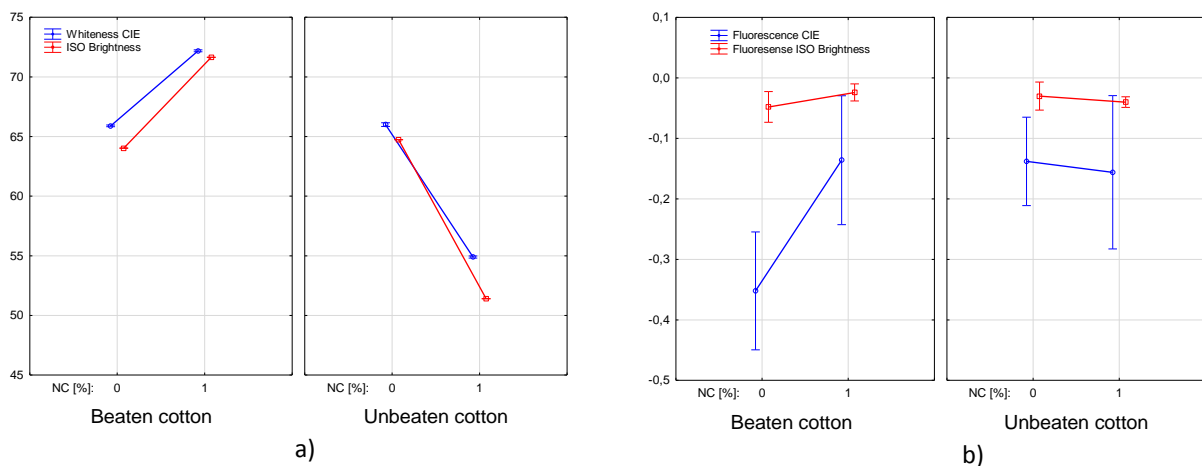 75
70
65
60
55
50
45
Whiteness CIE
ISO Brightness
NC [%]: 0 1
0 1
Beaten cotton
Unbeaten cotton
a)
0,1
0,0
-0,1
-0,2
-0,3
-0,4
-0,5
Fluorescence CIE
Fluoresense ISO Brightness
NC [%]: 0 1
0 1
Beaten cotton
Unbeaten cotton
b)